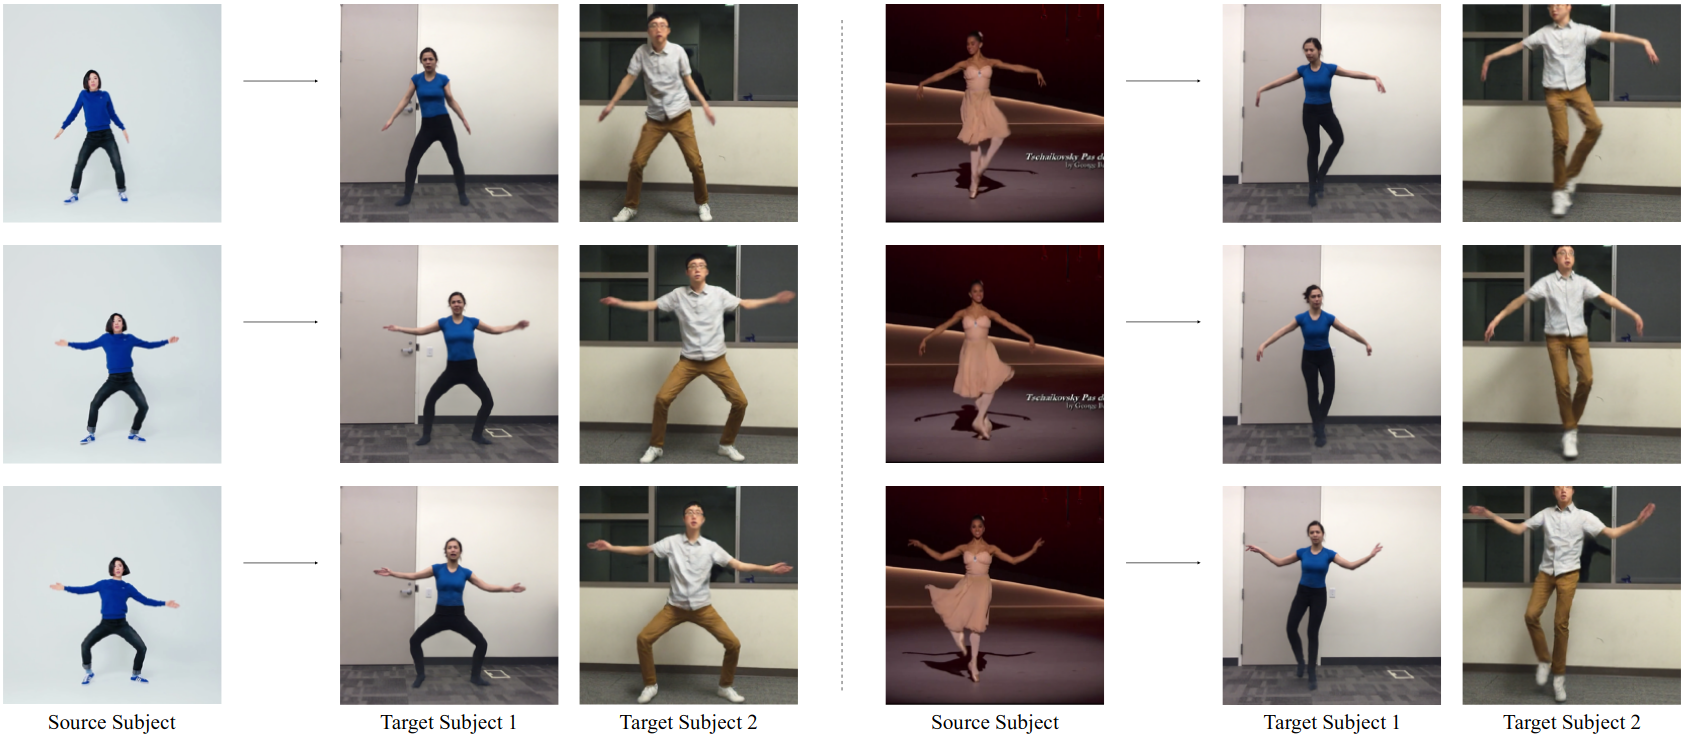 Tschaikovsky Pas d
by George B
Tschaikovsky Pas d
by George B
Source Subject
Target Subject 1
Target Subject 2
Source Subject
Target Subject 1
Target Subject 2